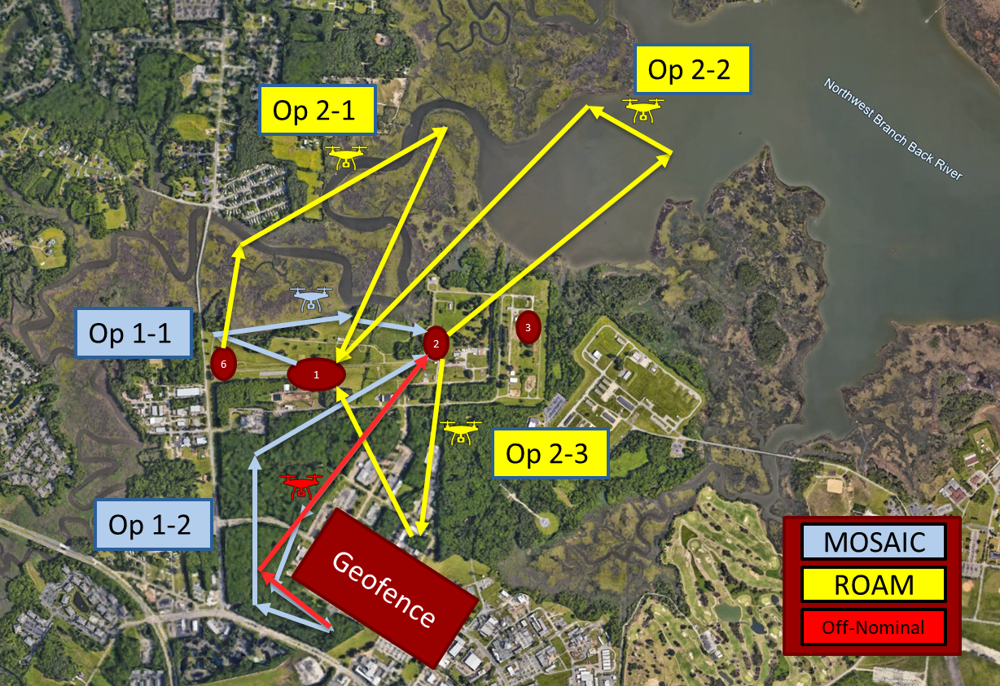 Op 2-2
Op 2-1
Northwest Branch Back River
Op 1-1
3
2
6
1
Op 2-3
Op 1-2
Geofence
MOSAIC
ROAM
Off-Nominal